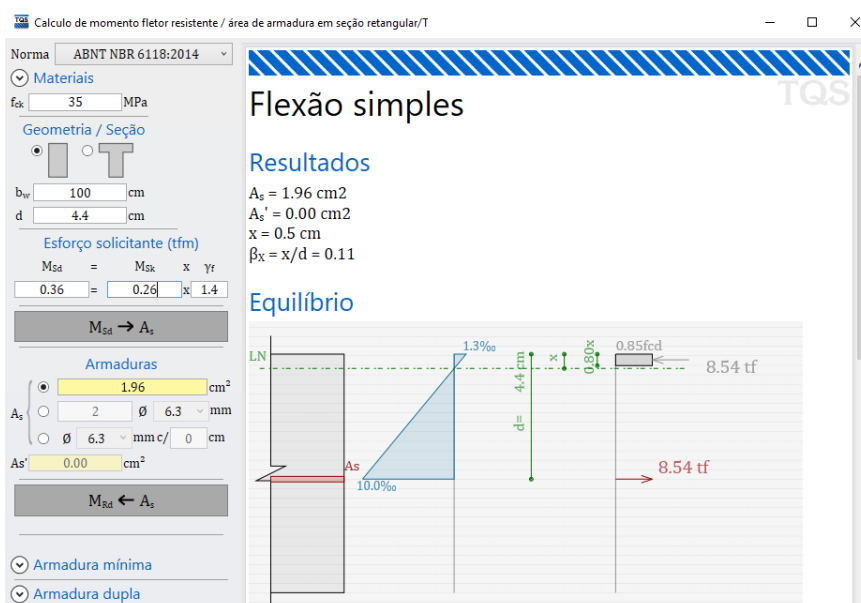 TQS Calculo de momento fletor resistente / área de armadura em seção retangular/T
Norma ABNT NBR 6118:2014
Materiais
fck 35 MPa
Geometria / Seção
bw 100 cm
d 4.4 cm
Esforço solicitante (tfm)
MSd = MSk x γf
0.36 = 0.26 x 1.4
MSd → As
Armaduras
1.96 cm²
As 2 Ø 6.3 mm
Ø 6.3 mm c/ 0 cm
As' 0.00 cm²
MRd ← As
Armadura mínima
Armadura dupla
TQS
Flexão simples
Resultados
As = 1.96 cm2
As' = 0.00 cm2
x = 0.5 cm
βX = x/d = 0.11
Equilíbrio
LN
1.3‰
d= 4.4 cm
x
0.80x
0.85fcd
8.54 tf
As
10.0‰
8.54 tf